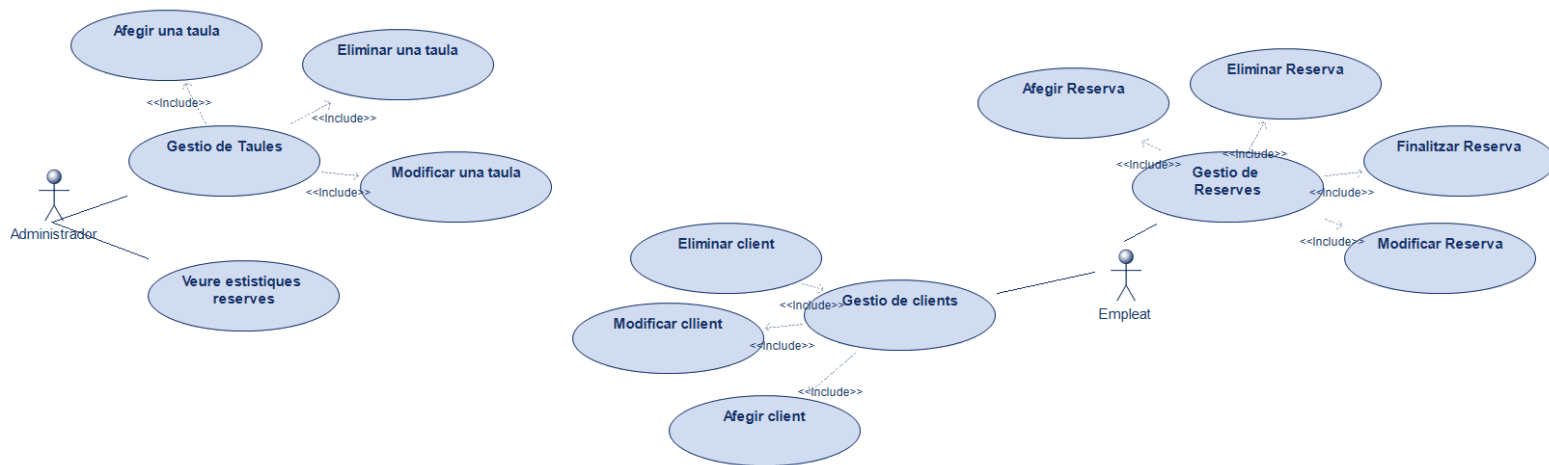 Afegir una taula
Eliminar una taula
<<Include>>
<<Include>>
Gestio de Taules
Modificar una taula
<<Include>>
Administrador
Veure estistiques
reserves
Eliminar Reserva
Afegir Reserva
<<Include>>
<<Include>>
Finalitzar Reserva
Gestio de
Reserves
<<Include>>
<<Include>>
Modificar Reserva
Empleat
Eliminar client
<<Include>>
Gestio de clients
Modificar cllient
<<Include>>
<<Include>>
Afegir client